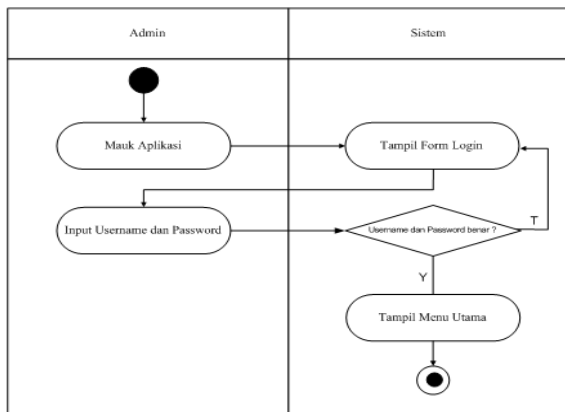 Admin
Sistem
Mauk Aplikasi
Tampil Form Login
Input Username dan Password
Username dan Password benar ?
T
Y
Tampil Menu Utama